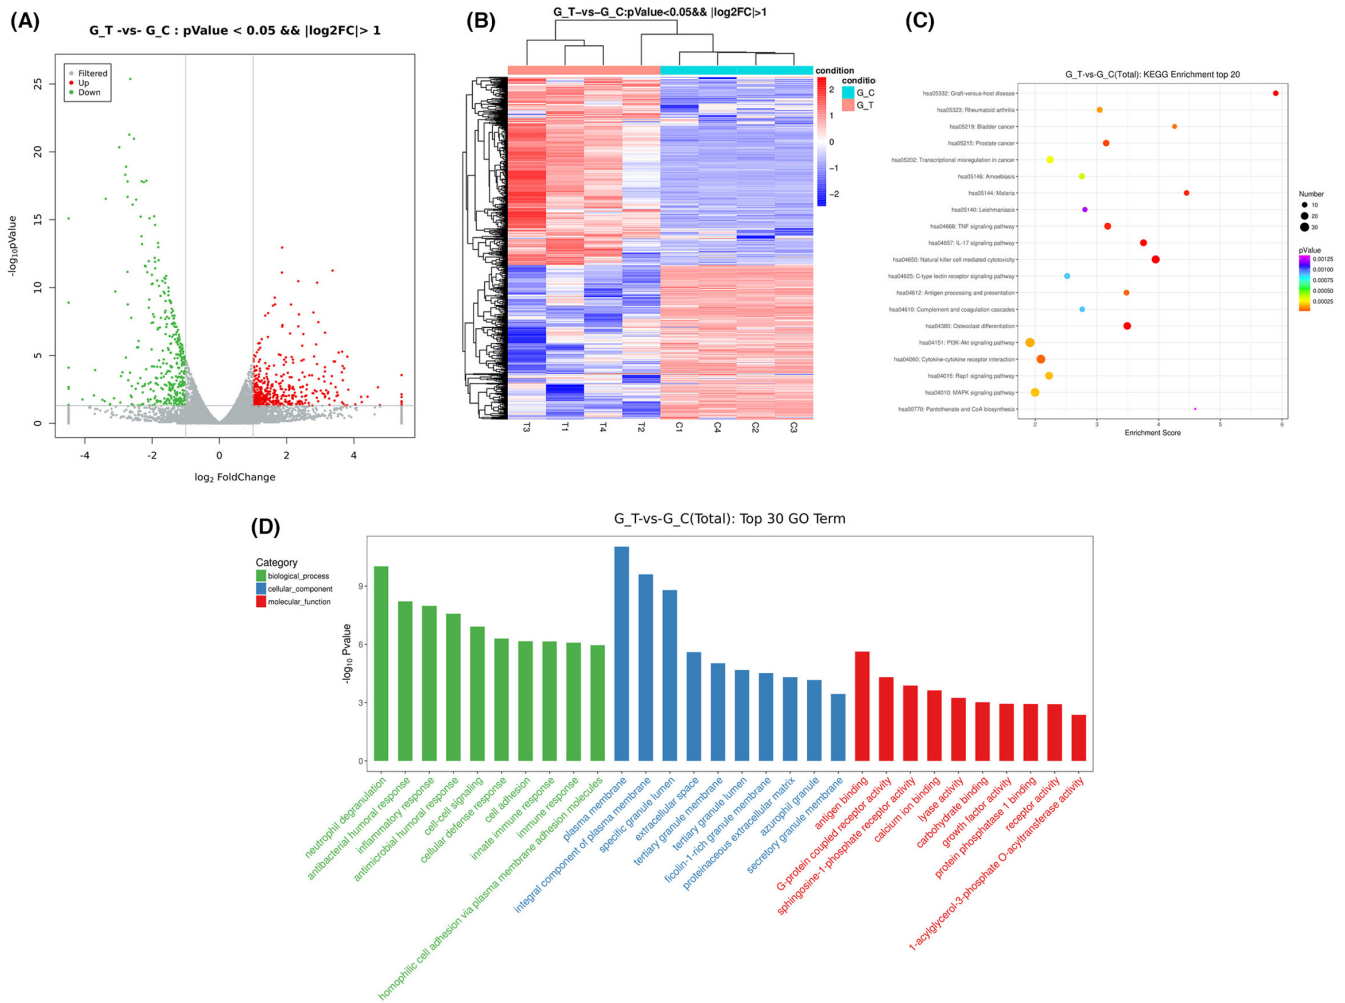 (A)
G_T -vs- G_C : pValue < 0.05 && |log2FC|> 1
Filtered
Up
Down
25
20
15
10
5
0
-log10pValue
-4
-2
0
2
4
log2 FoldChange
(B)
G_T-vs-G_C:pValue<0.05&& |log2FC|>1
condition
2
1
0
-1
-2
conditio
G_C
G_T
T3
T1
T4
T2
C1
C4
C2
C3
(C)
G_T-vs-G_C(Total): KEGG Enrichment top 20
hsa05332: Graft-versus-host disease
hsa05323: Rheumatoid arthritis
hsa05219: Bladder cancer
hsa05215: Prostate cancer
hsa05202: Transcriptional misregulation in cancer
hsa05146: Amoebiasis
hsa05144: Malaria
hsa05140: Leishmaniasis
hsa04668: TNF signaling pathway
hsa04657: IL-17 signaling pathway
hsa04650: Natural killer cell mediated cytotoxicity
hsa04625: C-type lectin receptor signaling pathway
hsa04612: Antigen processing and presentation
hsa04610: Complement and coagulation cascades
hsa04380: Osteoclast differentiation
hsa04151: PI3K-Akt signaling pathway
hsa04060: Cytokine-cytokine receptor interaction
hsa04015: Rap1 signaling pathway
hsa04010: MAPK signaling pathway
hsa00770: Pantothenate and CoA biosynthesis
2
3
4
5
6
Enrichment Score
Number
10
20
30
pValue
0.00125
0.00100
0.00075
0.00050
0.00025
(D)
G_T-vs-G_C(Total): Top 30 GO Term
Category
biological_process
cellular_component
molecular_function
9
6
3
0
-log10 Pvalue
neutrophil degranulation
antibacterial humoral response
inflammatory response
antimicrobial humoral response
cell-cell signaling
cellular defense response
cell adhesion
innate immune response
immune response
homophilic cell adhesion via plasma membrane adhesion molecules
plasma membrane
integral component of plasma membrane
specific granule lumen
extracellular space
tertiary granule membrane
tertiary granule lumen
ficolin-1-rich granule membrane
proteinaceous extracellular matrix
azurophil granule
secretory granule membrane
antigen binding
G-protein coupled receptor activity
sphingosine-1-phosphate receptor activity
calcium ion binding
lyase activity
carbohydrate binding
growth factor activity
protein phosphatase 1 binding
receptor activity
1-acylglycerol-3-phosphate O-acyltransferase activity